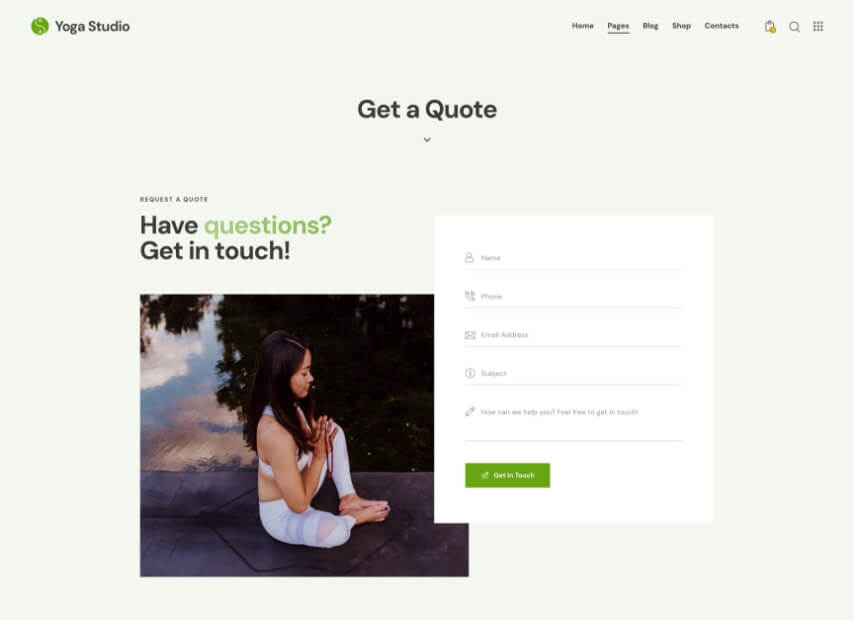 Yoga Studio
Home Pages Blog Shop Contacts
Get a Quote
REQUEST A QUOTE
Have questions?
Get in touch!
Name
Phone
Email Address
Subject
How can we help you? Feel free to get in touch!
Get In Touch